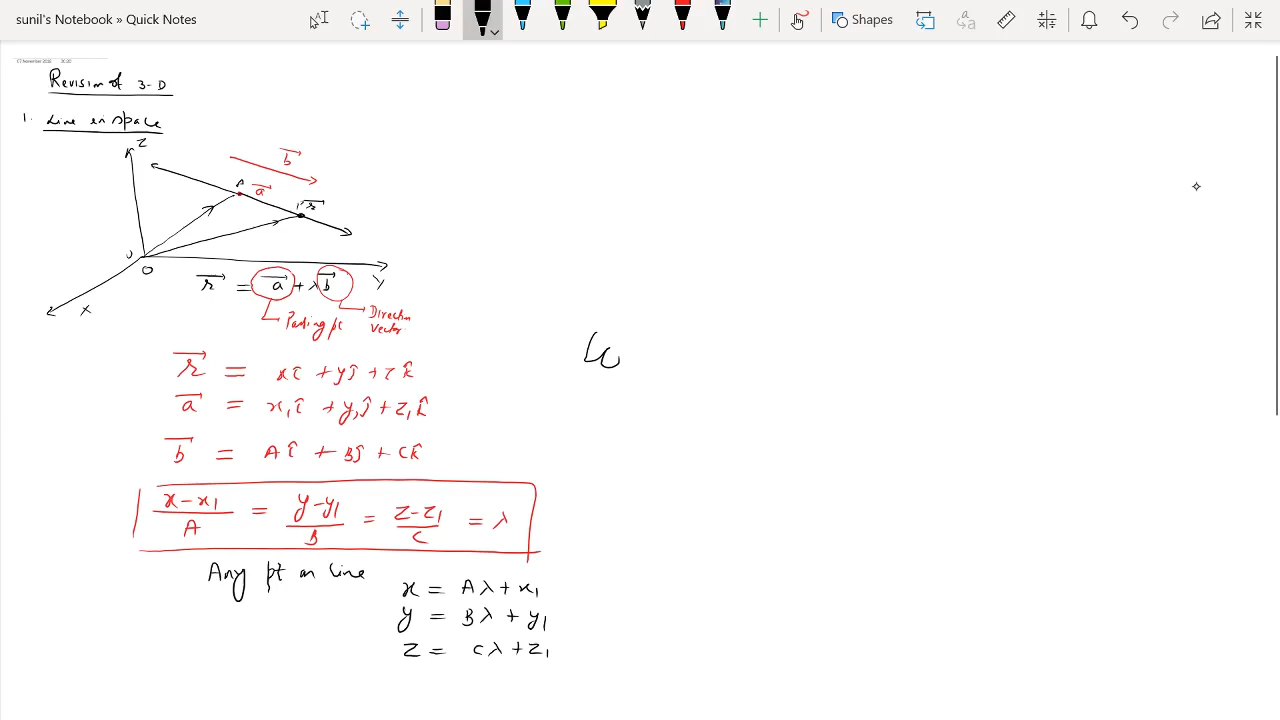 sunil's Notebook » Quick Notes
Shapes
Revision of 3-D
1. Line in space
Z
b⃗
A
a⃗
P r⃗
O
Y
X
r⃗ = a⃗ + λb⃗
Passing pt
Direction vector
r⃗ = xî + yĵ + zk̂
a⃗ = x₁î + y₁ĵ + z₁k̂
b⃗ = Aî + Bĵ + Ck̂
x-x₁/A = y-y₁/B = z-z₁/C = λ
Any pt on line
x = Aλ + x₁
y = Bλ + y₁
z = Cλ + z₁